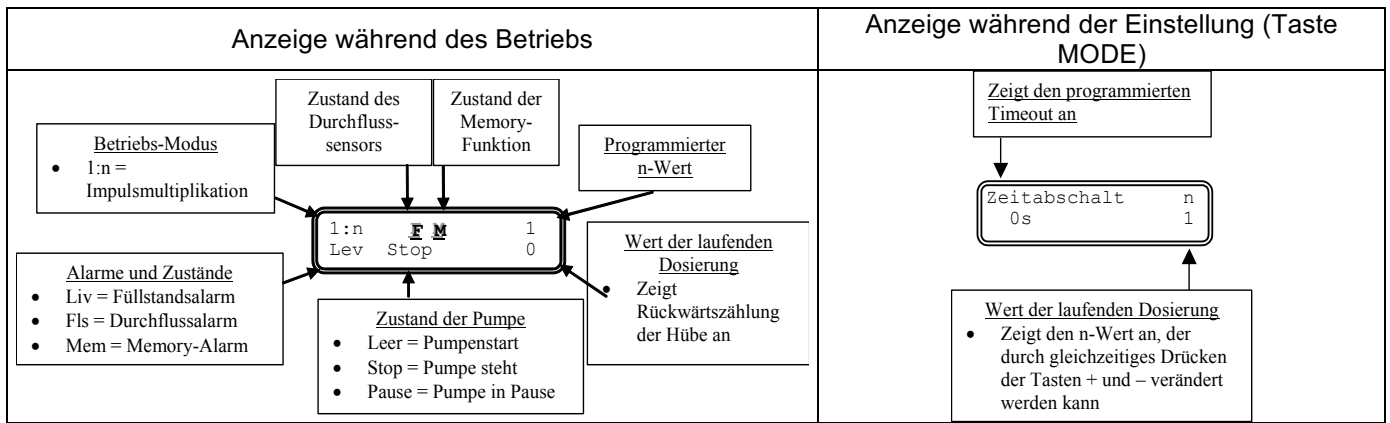 Anzeige während des Betriebs
Anzeige während der Einstellung (Taste
MODE)
Zustand des
Durchfluss-
sensors
Zustand der
Memory-
Funktion
Betriebs-Modus
• 1:n =
Impulsmultiplikation
Programmierter
n-Wert
1:n F M 1
Lev Stop 0
Alarme und Zustände
• Liv = Füllstandsalarm
• Fls = Durchflussalarm
• Mem = Memory-Alarm
Zustand der Pumpe
• Leer = Pumpenstart
• Stop = Pumpe steht
• Pause = Pumpe in Pause
Wert der laufenden
Dosierung
• Zeigt
Rückwärtszählung
der Hübe an
Zeigt den programmierten
Timeout an
Zeitabschalt n
0s 1
Wert der laufenden Dosierung
• Zeigt den n-Wert an, der
durch gleichzeitiges Drücken
der Tasten + und – verändert
werden kann